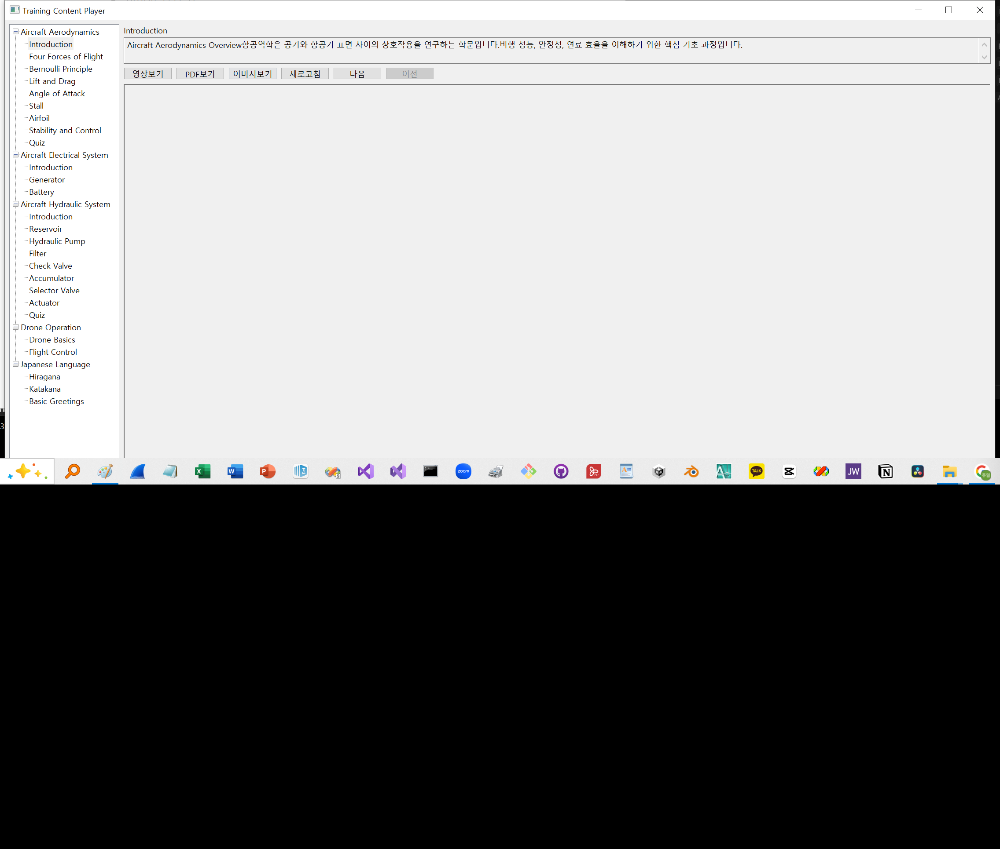 Training Content Player
Aircraft Aerodynamics
Introduction
Four Forces of Flight
Bernoulli Principle
Lift and Drag
Angle of Attack
Stall
Airfoil
Stability and Control
Quiz
Aircraft Electrical System
Introduction
Generator
Battery
Aircraft Hydraulic System
Introduction
Reservoir
Hydraulic Pump
Filter
Check Valve
Accumulator
Selector Valve
Actuator
Quiz
Drone Operation
Drone Basics
Flight Control
Japanese Language
Hiragana
Katakana
Basic Greetings
Introduction
Aircraft Aerodynamics Overview항공역학은 공기와 항공기 표면 사이의 상호작용을 연구하는 학문입니다.비행 성능, 안정성, 연료 효율을 이해하기 위한 핵심 기초 과정입니다.
영상보기 PDF보기 이미지보기 새로고침 다음 이전
3
zoom
PDF
TALK
JW
주일